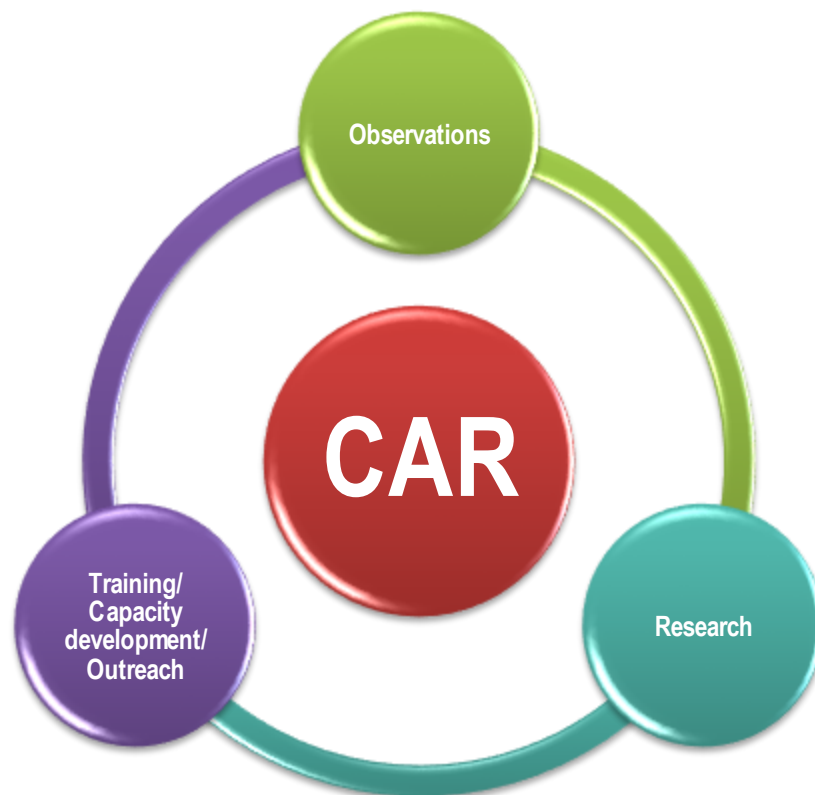 Observations
CAR
Training/
Capacity
development/
Outreach
Research